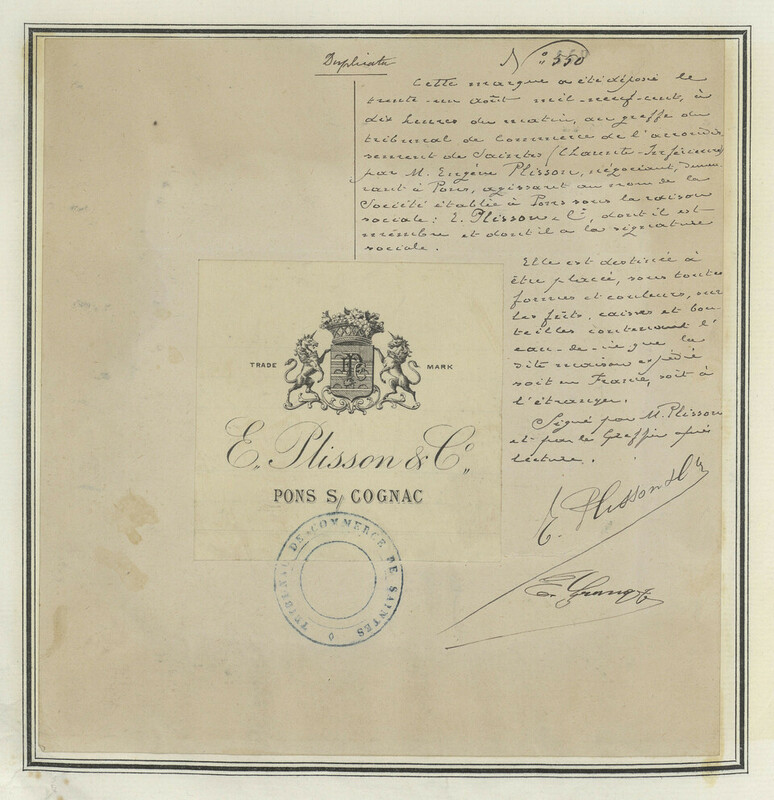 Duplicata
N° 550
Cette marque a été déposé le
trente-un août mil-neuf-cent, à
dix heures du matin, au greffe du
tribunal de Commerce de l'arrondis
sement de Saintes (Charente-Inférieure)
par M. Eugène Plisson, négociant, demeu
rant à Pons, agissant au nom de la
Société établie à Pons sous la raison
sociale: E. Plisson & Cie, dont il est
membre et dont il a la signature
sociale.
Elle est destinée à
être placée, sous toutes
formes et couleurs, sur
les fûts, caisses et bou-
teilles contenant l'
eau-de-vie que la
dite maison expédie
soit en France, soit à
l'étranger.
Signé par M. Plisson
et par le Greffier après
lecture.
E. Plisson & Cie
TRADE MARK
E. Plisson & Co.
PONS S/ COGNAC
TRIBUNAL DE COMMERCE DE SAINTES